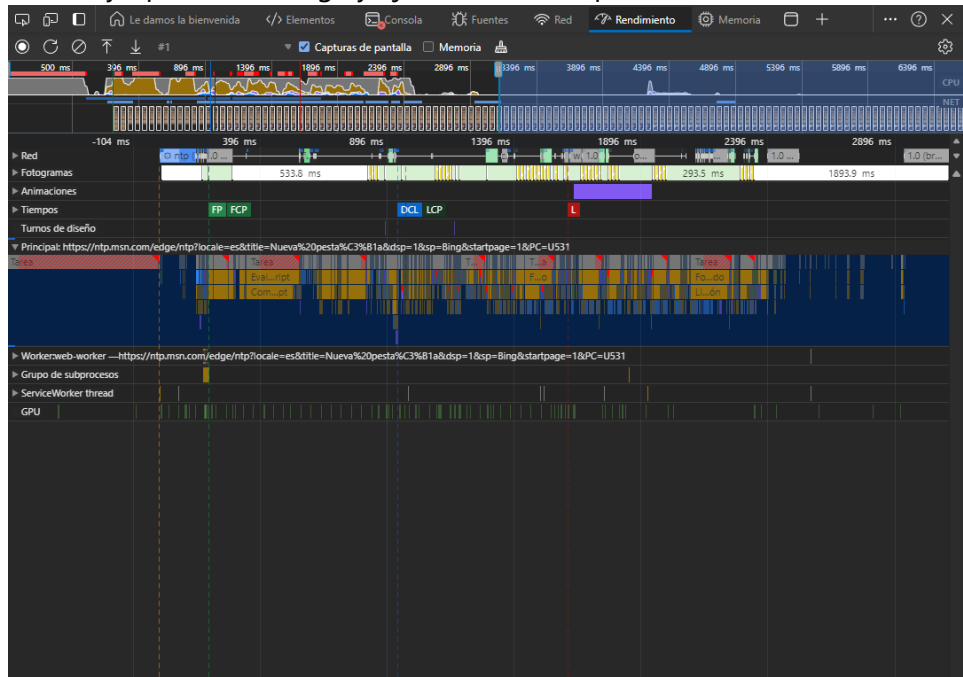 Le damos la bienvenida </> Elementos Consola Fuentes Red Rendimiento Memoria
#1 Capturas de pantalla Memoria
500 ms 396 ms 896 ms 1396 ms 1896 ms 2396 ms 2896 ms 3396 ms 3896 ms 4396 ms 4896 ms 5396 ms 5896 ms 6396 ms
CPU
NET
-104 ms 396 ms 896 ms 1396 ms 1896 ms 2396 ms 2896 ms
Red ntp .0 ... w 1.0 o... ... 1.0 ... 1.0 (br...
Fotogramas 533.8 ms 293.5 ms 1893.9 ms
Animaciones
Tiempos FP FCP DCL LCP L
Turnos de diseño
Principal: https://ntp.msn.com/edge/ntp?locale=es&title=Nueva%20pesta%C3%B1a&dsp=1&sp=Bing&startpage=1&PC=U531
Tarea Tarea T... T...a Tarea
Eval...ript F...o Fo...do
Com...pt Li...ón
Worker:web-worker —https://ntp.msn.com/edge/ntp?locale=es&title=Nueva%20pesta%C3%B1a&dsp=1&sp=Bing&startpage=1&PC=U531
Grupo de subprocesos
ServiceWorker thread
GPU